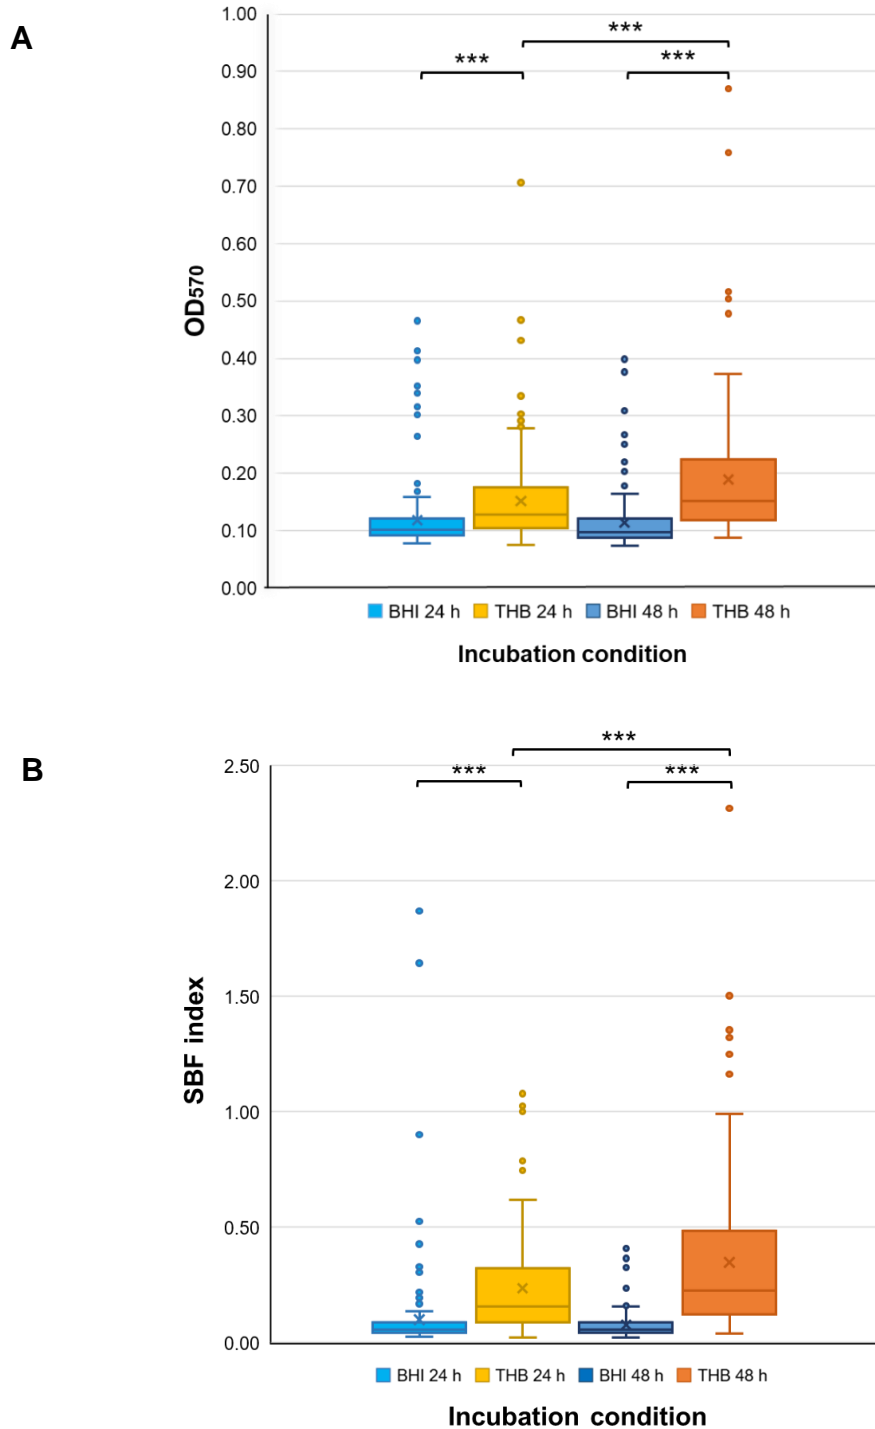 A
1.00
***
***
***
0.90
0.80
0.70
0.60
0.50
0.40
0.30
0.20
0.10
0.00
OD570
BHI 24 h THB 24 h BHI 48 h THB 48 h
Incubation condition
B
***
2.50
***
***
2.00
1.50
1.00
0.50
0.00
SBF index
BHI 24 h THB 24 h BHI 48 h THB 48 h
Incubation condition